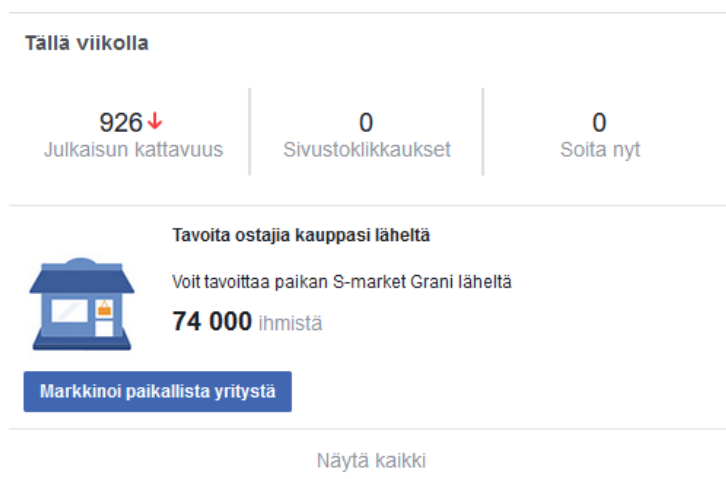 Tällä viikolla
926
0
0
Julkaisun kattavuus
Sivustoklikkaukset
Soita nyt
Tavoita ostajia kauppasi läheltä
Voit tavoittaa paikan S-market Grani läheltä
74 000 ihmistä
Markkinoi paikallista yritystä
Näytä kaikki